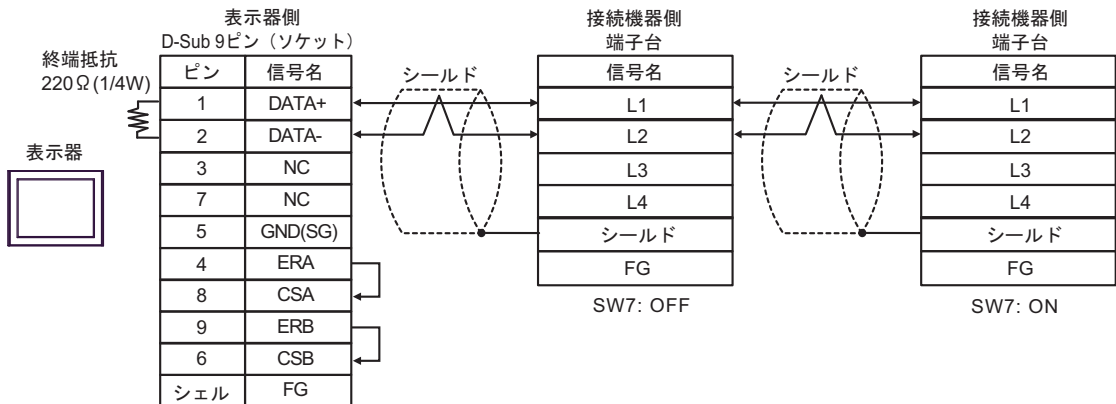 表示器側
D-Sub 9ピン（ソケット）
終端抵抗
220Ω(1/4W)
表示器
ピン 信号名
1 DATA+
2 DATA-
3 NC
7 NC
5 GND(SG)
4 ERA
8 CSA
9 ERB
6 CSB
シェル FG
シールド
接続機器側
端子台
信号名
L1
L2
L3
L4
シールド
FG
SW7: OFF
シールド
接続機器側
端子台
信号名
L1
L2
L3
L4
シールド
FG
SW7: ON